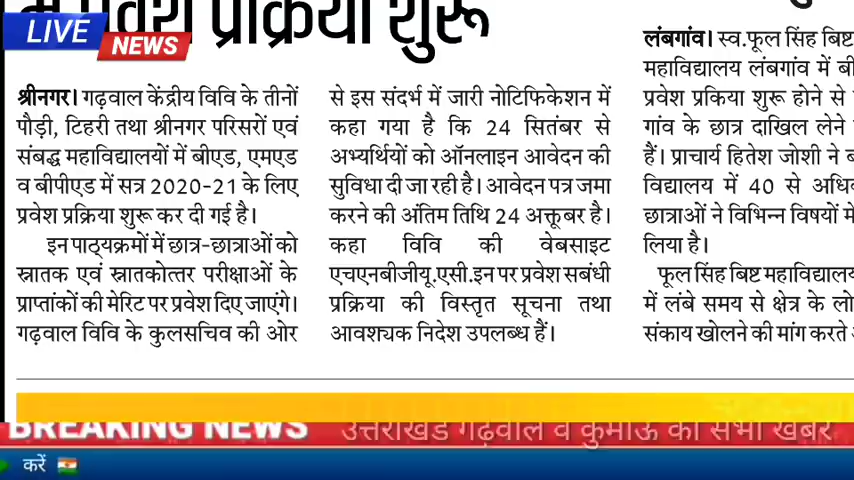 में प्रवेश प्रक्रिया शुरू
LIVE
NEWS
श्रीनगर। गढ़वाल केंद्रीय विवि के तीनों
पौड़ी, टिहरी तथा श्रीनगर परिसरों एवं
संबद्ध महाविद्यालयों में बीएड, एमएड
व बीपीएड में सत्र 2020-21 के लिए
प्रवेश प्रक्रिया शुरू कर दी गई है।
इन पाठ्यक्रमों में छात्र-छात्राओं को
स्नातक एवं स्नातकोत्तर परीक्षाओं के
प्राप्तांकों की मेरिट पर प्रवेश दिए जाएंगे।
गढ़वाल विवि के कुलसचिव की ओर
से इस संदर्भ में जारी नोटिफिकेशन में
कहा गया है कि 24 सितंबर से
अभ्यर्थियों को ऑनलाइन आवेदन की
सुविधा दी जा रही है। आवेदन पत्र जमा
करने की अंतिम तिथि 24 अक्तूबर है।
कहा विवि की वेबसाइट
एचएनबीजीयू.एसी.इन पर प्रवेश सबंधी
प्रक्रिया की विस्तृत सूचना तथा
आवश्यक निदेश उपलब्ध हैं।
लंबगांव। स्व.फूल सिंह बिष्ट
महाविद्यालय लंबगांव में
प्रवेश प्रकिया शुरू होने से
गांव के छात्र दाखिल लेने
हैं। प्राचार्य हितेश जोशी ने
विद्यालय में 40 से
छात्राओं ने विभिन्न विषयों में
लिया है।
फूल सिंह बिष्ट महाविद्यालय
में लंबे समय से क्षेत्र के
संकाय खोलने की मांग करते
BREAKING NEWS
उत्तराखंड गढ़वाल व कुमाऊं की सभी खबरें
करें